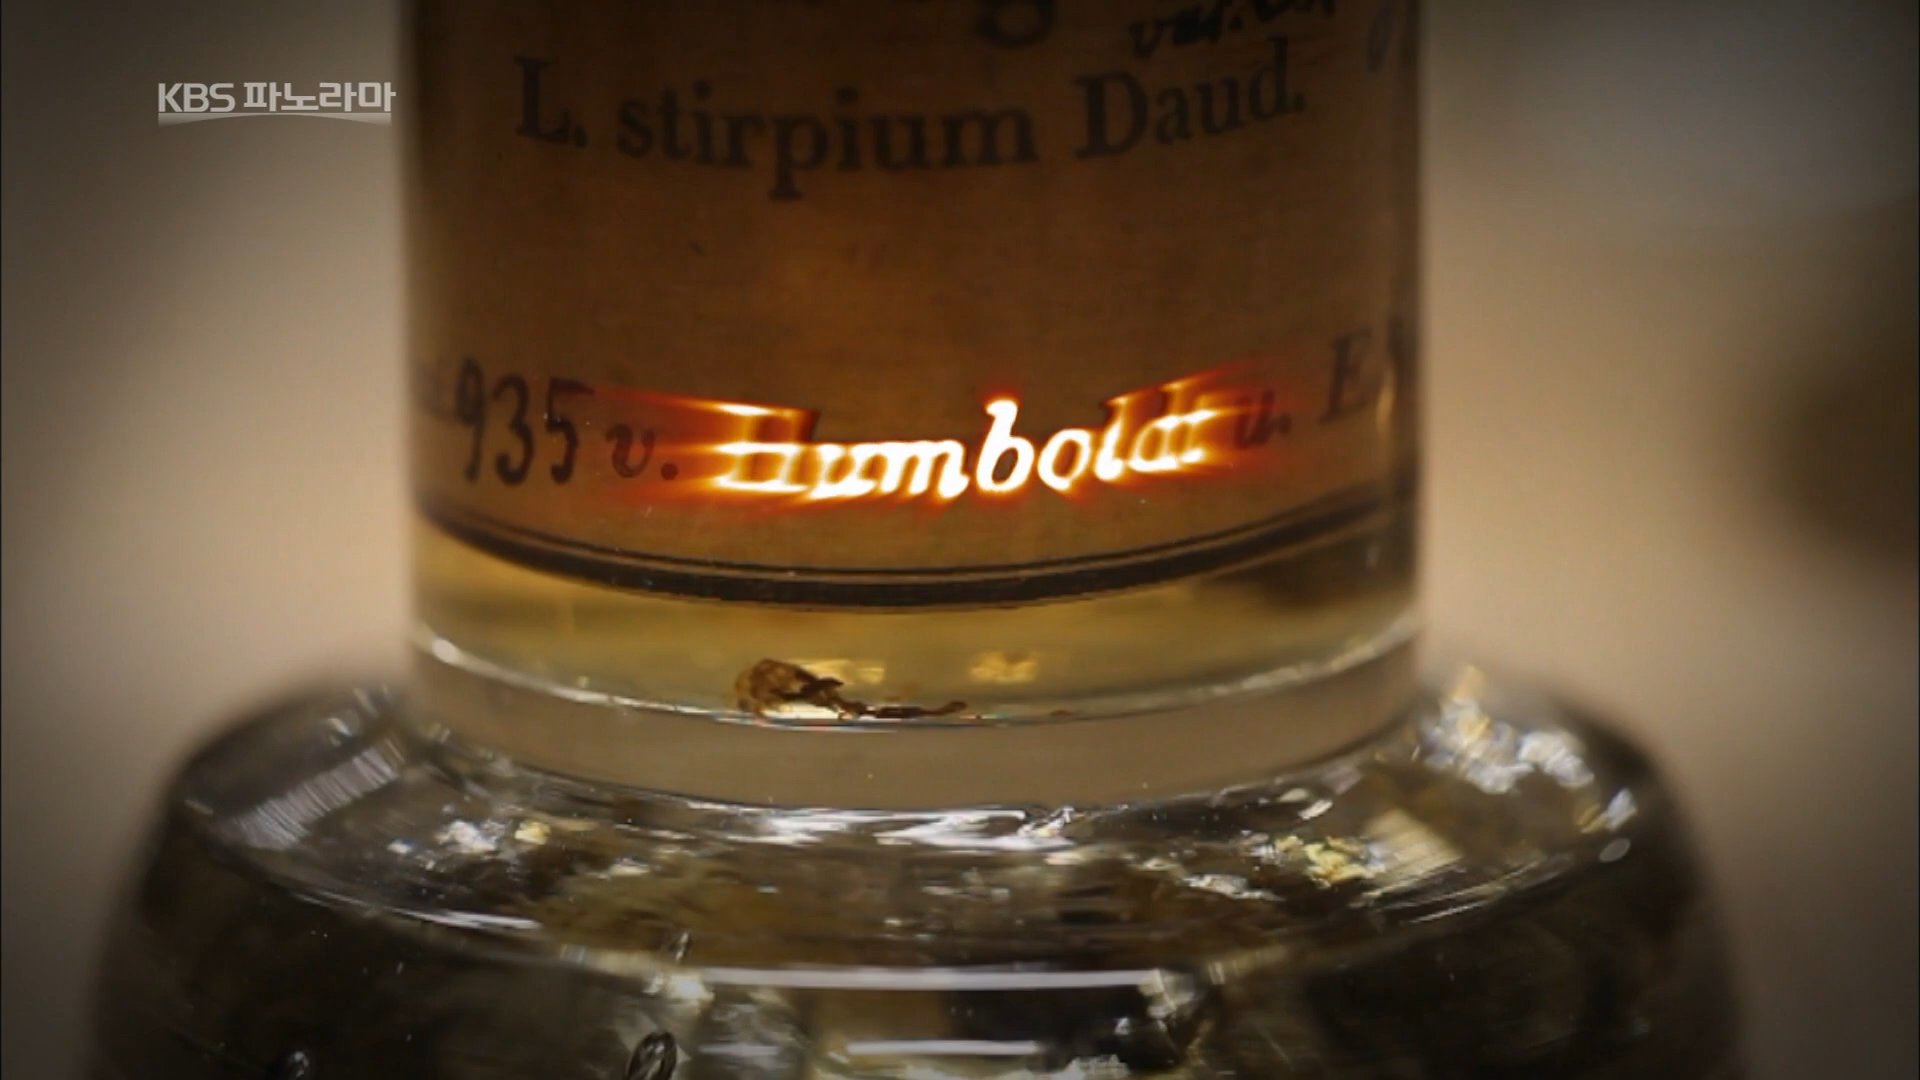 KBS 파노라마
L. stirpium Daud.
935 v. Humboldt u. E